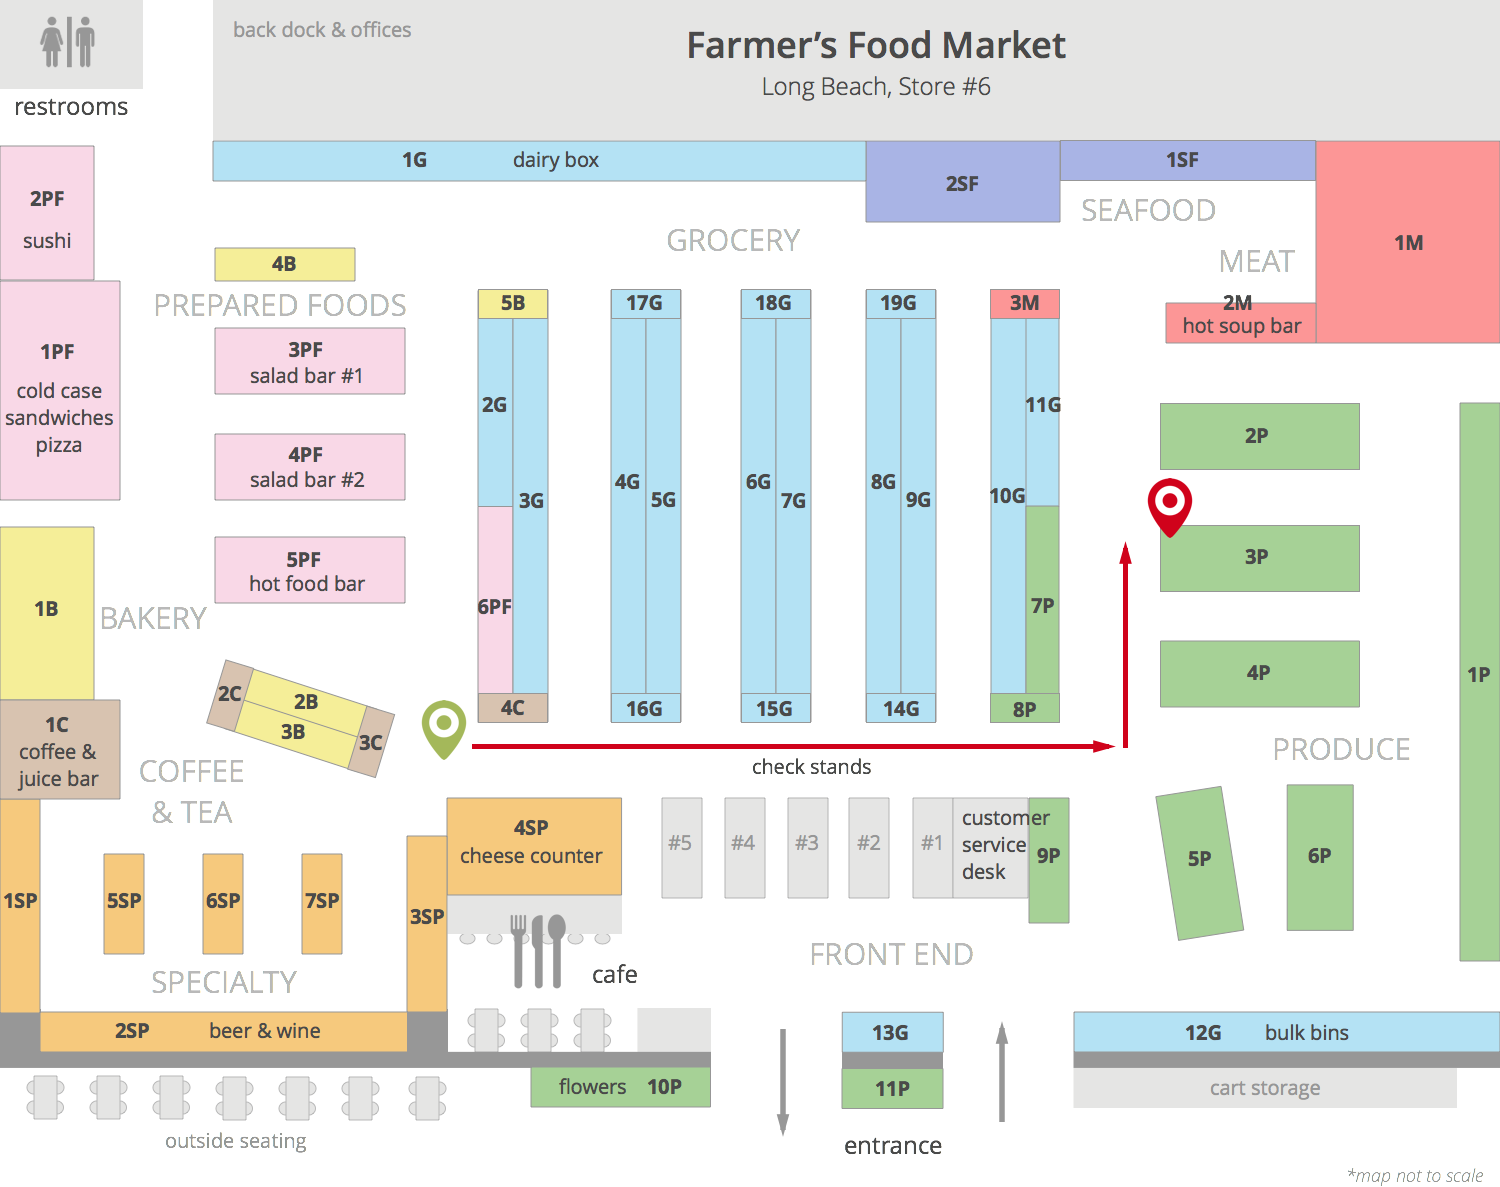 back dock & offices
Farmer's Food Market
Long Beach, Store #6
restrooms
1G dairy box
2SF
1SF
SEAFOOD
1M
MEAT
2M
hot soup bar
2PF
sushi
GROCERY
4B
PREPARED FOODS
1PF
cold case
sandwiches
pizza
3PF
salad bar #1
4PF
salad bar #2
5PF
hot food bar
5B
17G
18G
19G
3M
2G
3G
4G
5G
6G
7G
8G
9G
10G
11G
6PF
7P
4C
16G
15G
14G
8P
2P
3P
4P
1P
PRODUCE
1B
BAKERY
2C
2B
3B
3C
1C
coffee &
juice bar
COFFEE
& TEA
check stands
4SP
cheese counter
#5
#4
#3
#2
#1
customer
service
desk
9P
5P
6P
1SP
5SP
6SP
7SP
3SP
SPECIALTY
FRONT END
cafe
2SP beer & wine
13G
12G bulk bins
flowers 10P
11P
cart storage
outside seating
entrance
*map not to scale